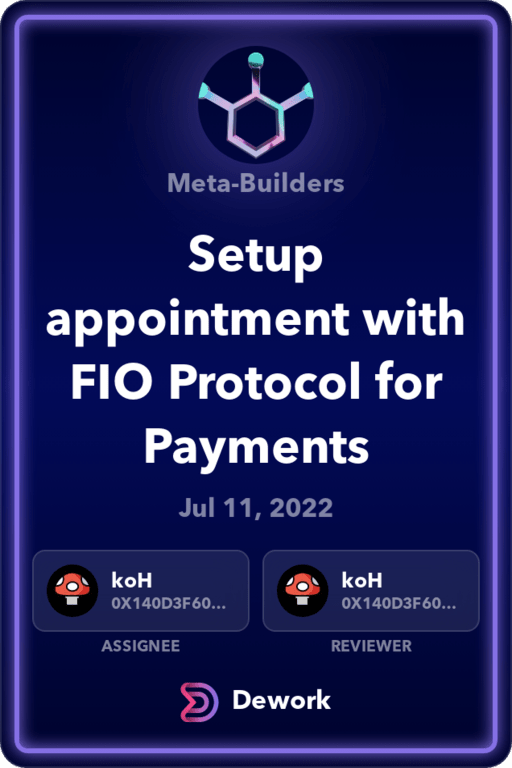 Meta-Builders
Setup
appointment with
FIO Protocol for
Payments
Jul 11, 2022
koH
0X140D3F60...
ASSIGNEE
koH
0X140D3F60...
REVIEWER
Dework